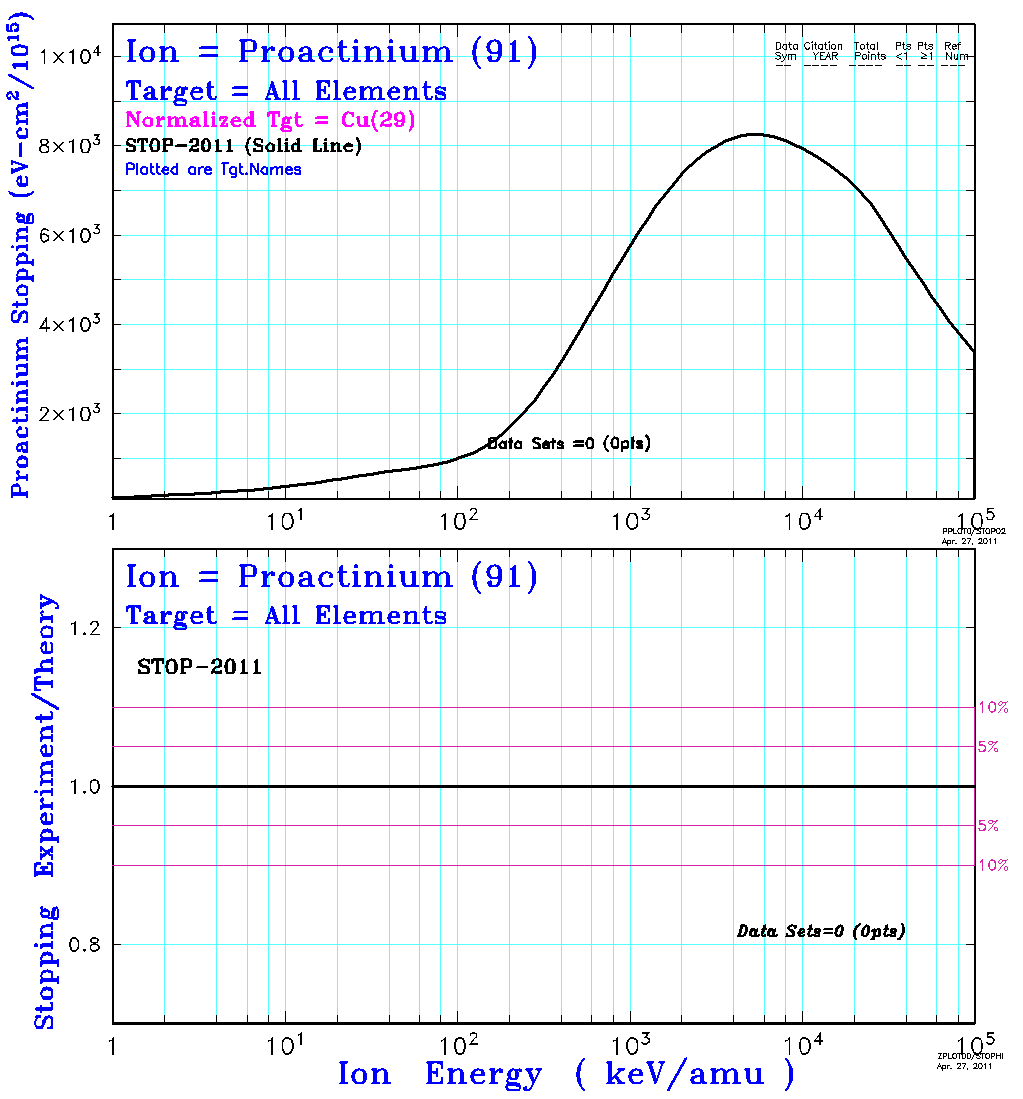 Ion = Proactinium (91)
Target = All Elements
Normalized Tgt = Cu(29)
STOP-2011 (Solid Line)
Plotted are Tgt.Names
Data Citation Total Pts Pts Ref
Sym YEAR Points <1 ≥1 Num
Proactinium Stopping (eV-cm²/10¹⁵)
1×10⁴
8×10³
6×10³
4×10³
2×10³
Data Sets =0 (0pts)
1 10¹ 10² 10³ 10⁴ 10⁵
PPLOT0/STOP02
Apr. 27, 2011
Ion = Proactinium (91)
Target = All Elements
STOP-2011
Stopping Experiment/Theory
1.2
1.0
0.8
10%
5%
5%
10%
Data Sets=0 (0pts)
1 10¹ 10² 10³ 10⁴ 10⁵
Ion Energy ( keV/amu )
Apr. 27, 2011